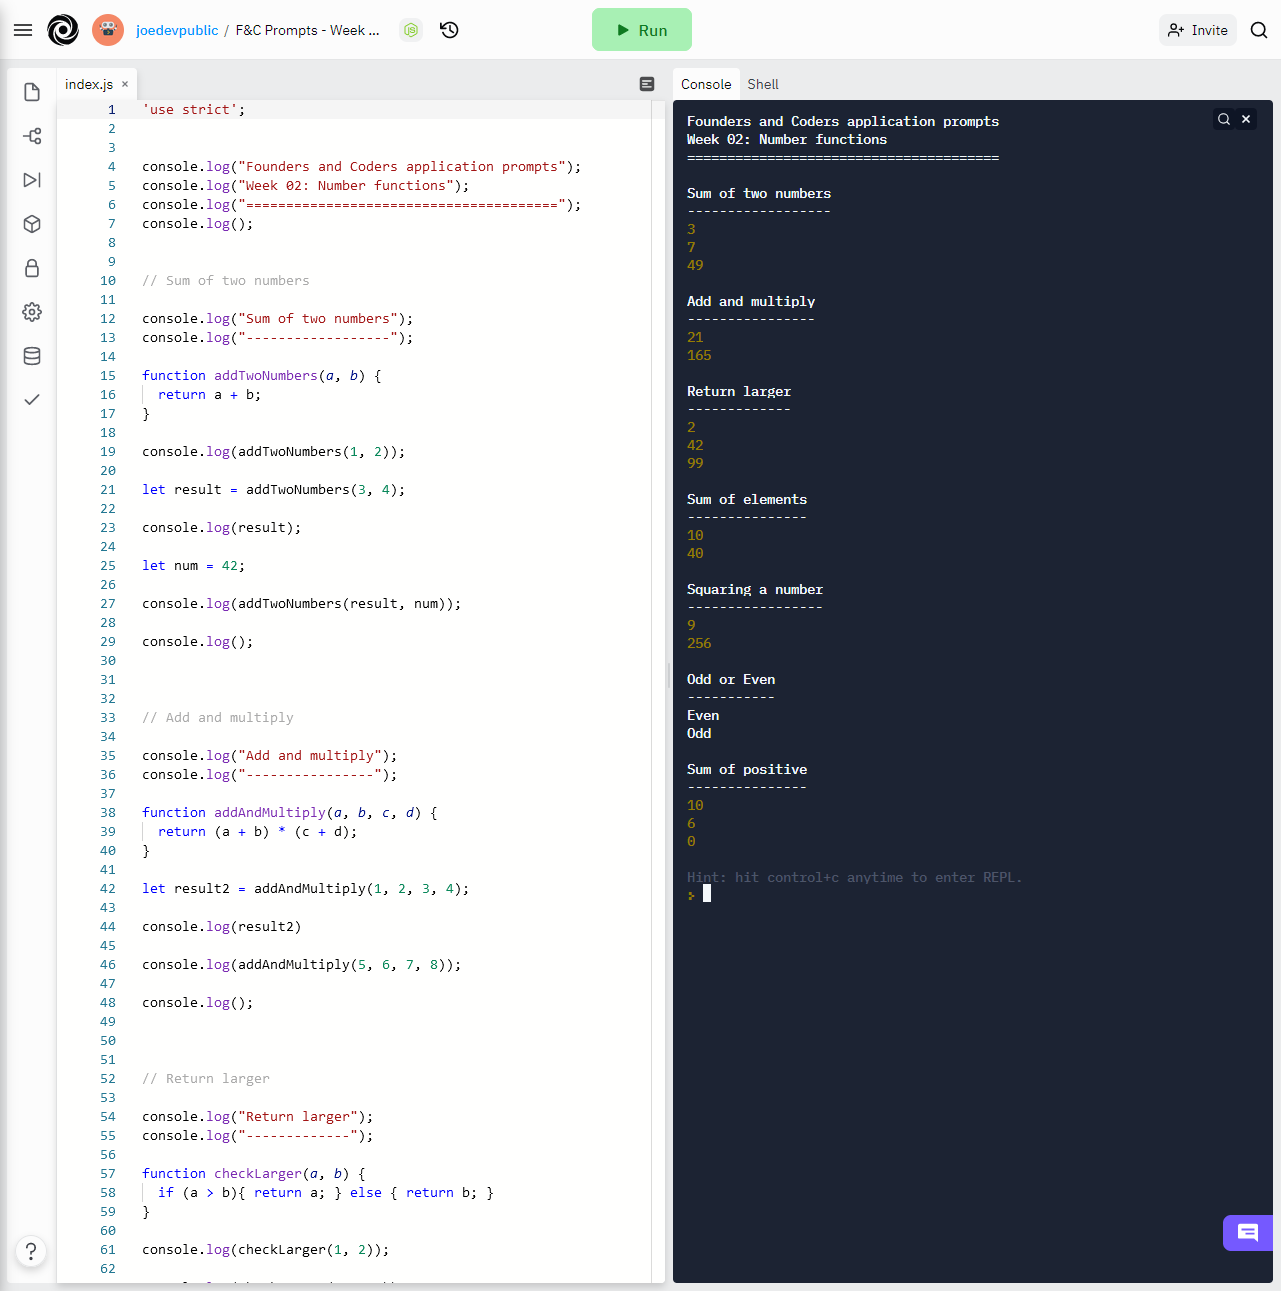 joedevpublic / F&C Prompts - Week ...
Run
Invite
index.js ×
1 'use strict';
2
3
4 console.log("Founders and Coders application prompts");
5 console.log("Week 02: Number functions");
6 console.log("=======================================");
7 console.log();
8
9
10 // Sum of two numbers
11
12 console.log("Sum of two numbers");
13 console.log("------------------");
14
15 function addTwoNumbers(a, b) {
16 return a + b;
17 }
18
19 console.log(addTwoNumbers(1, 2));
20
21 let result = addTwoNumbers(3, 4);
22
23 console.log(result);
24
25 let num = 42;
26
27 console.log(addTwoNumbers(result, num));
28
29 console.log();
30
31
32
33 // Add and multiply
34
35 console.log("Add and multiply");
36 console.log("----------------");
37
38 function addAndMultiply(a, b, c, d) {
39 return (a + b) * (c + d);
40 }
41
42 let result2 = addAndMultiply(1, 2, 3, 4);
43
44 console.log(result2)
45
46 console.log(addAndMultiply(5, 6, 7, 8));
47
48 console.log();
49
50
51
52 // Return larger
53
54 console.log("Return larger");
55 console.log("-------------");
56
57 function checkLarger(a, b) {
58 if (a > b){ return a; } else { return b; }
59 }
60
61 console.log(checkLarger(1, 2));
62
Console Shell
Founders and Coders application prompts
Week 02: Number functions
=======================================
Sum of two numbers
------------------
3
7
49
Add and multiply
----------------
21
165
Return larger
-------------
2
42
99
Sum of elements
---------------
10
40
Squaring a number
-----------------
9
256
Odd or Even
-----------
Even
Odd
Sum of positive
---------------
10
6
0
Hint: hit control+c anytime to enter REPL.